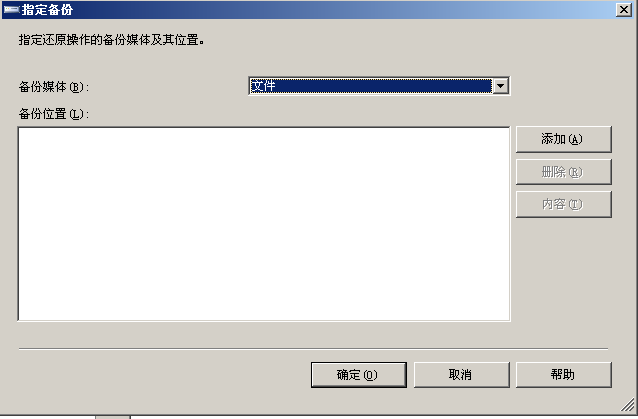 指定备份
指定还原操作的备份媒体及其位置。
备份媒体(B):
文件
备份位置(L):
添加(A)
删除(R)
内容(T)
确定(O)
取消
帮助